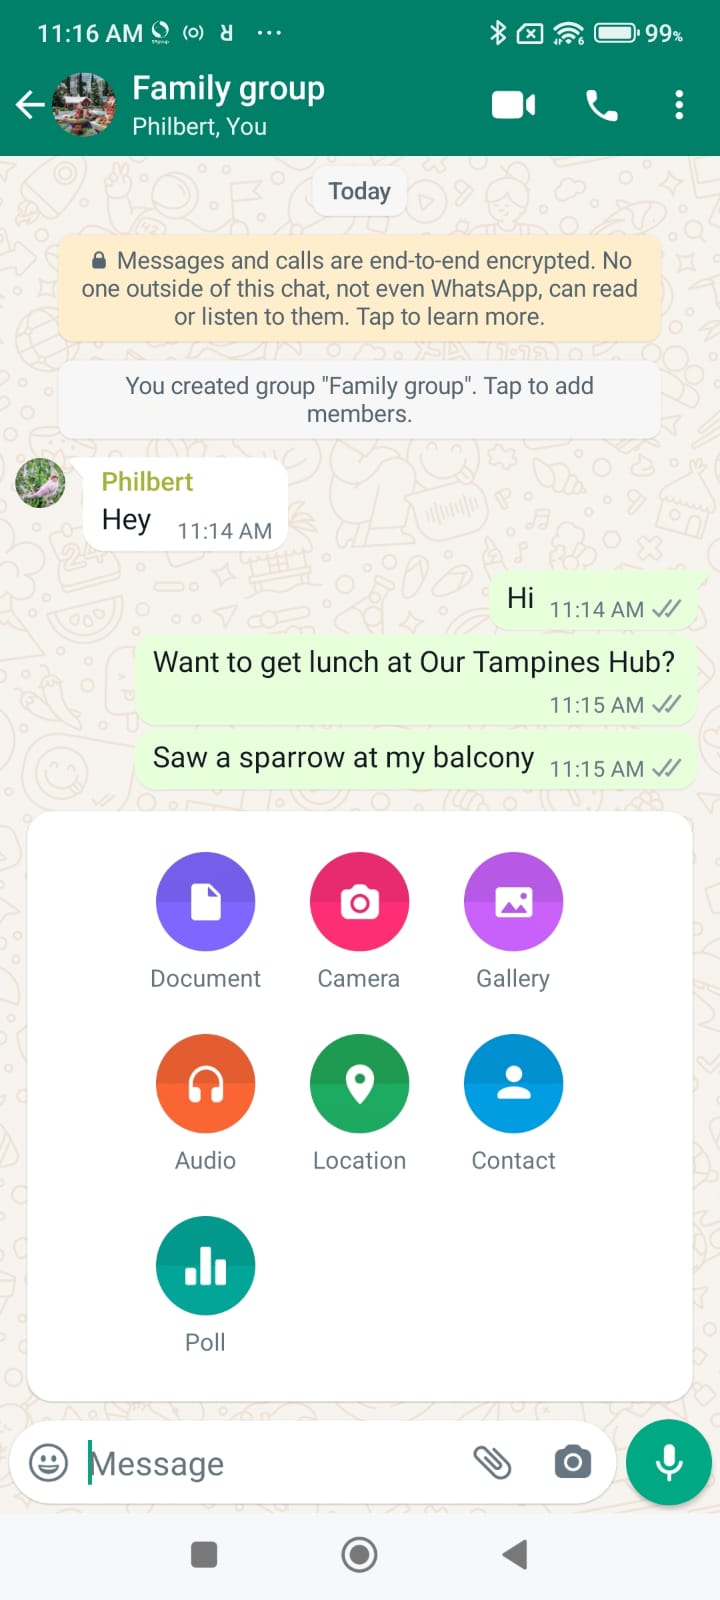 11:16 AM
99%
Family group
Philbert, You
Today
Messages and calls are end-to-end encrypted. No
one outside of this chat, not even WhatsApp, can read
or listen to them. Tap to learn more.
You created group "Family group". Tap to add
members.
Philbert
Hey 11:14 AM
Hi 11:14 AM
Want to get lunch at Our Tampines Hub?
11:15 AM
Saw a sparrow at my balcony 11:15 AM
Document Camera Gallery
Audio Location Contact
Poll
Message